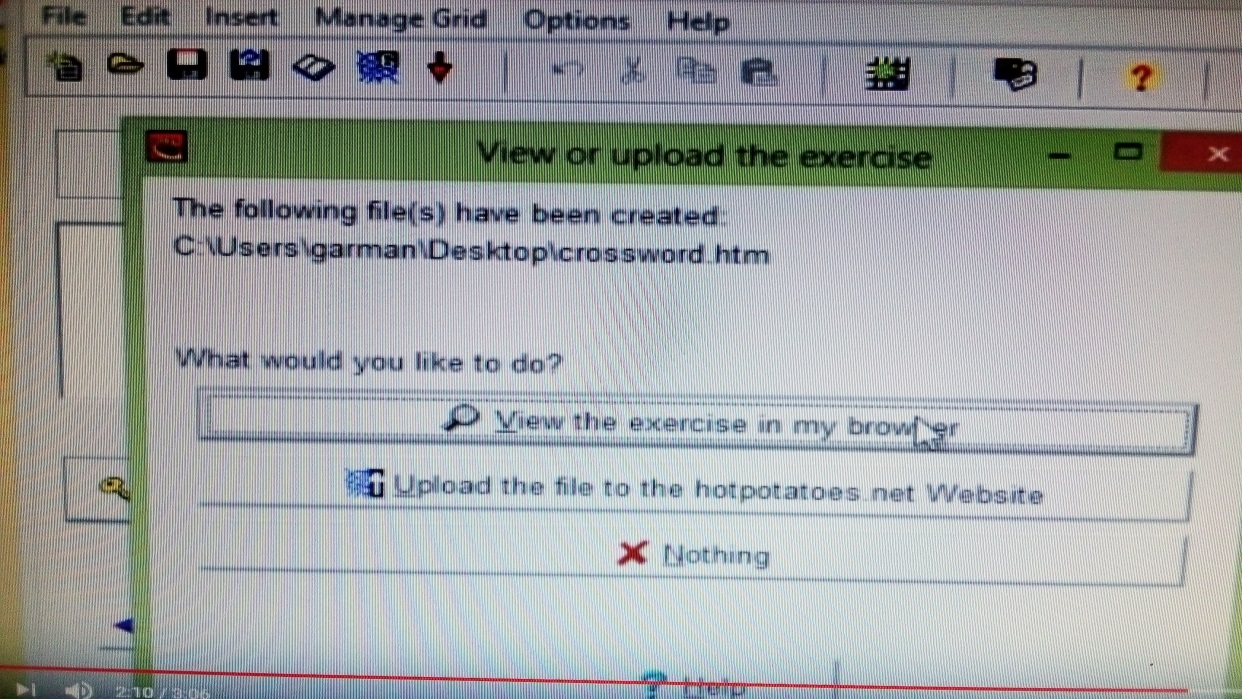 File Edit Insert Manage Grid Options Help
View or upload the exercise
The following file(s) have been created:
C:\Users\garman\Desktop\crossword.htm
What would you like to do?
View the exercise in my browser
Upload the file to the hotpotatoes.net Website
Nothing
Help
2:10 / 3:06